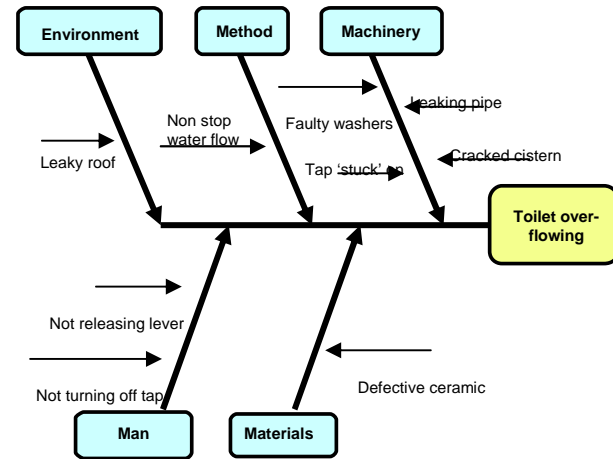 Environment
Method
Machinery
Non stop
water flow
Leaky roof
Faulty washers
Leaking pipe
Tap ‘stuck’ on
Cracked cistern
Toilet over-
flowing
Not releasing lever
Not turning off tap
Defective ceramic
Man
Materials